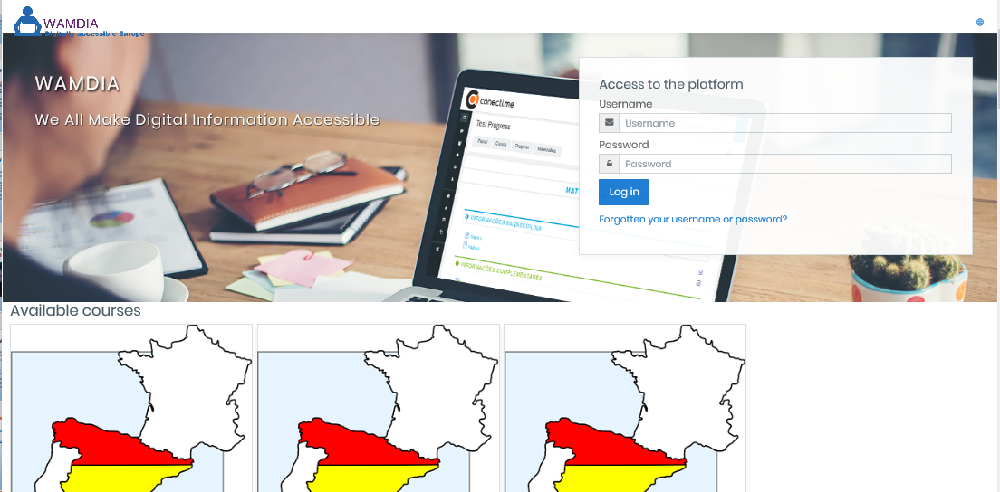 WAMDIA
Digitally accessible Europe
WAMDIA
We All Make Digital Information Accessible
conecti.me
Test Progress
Painel
Cursos
Progress
INFORMAÇÕES DA DISCIPLINA
INFORMAÇÕES COMPLEMENTARES
Access to the platform
Username
Username
Password
Password
Log in
Forgotten your username or password?
Available courses